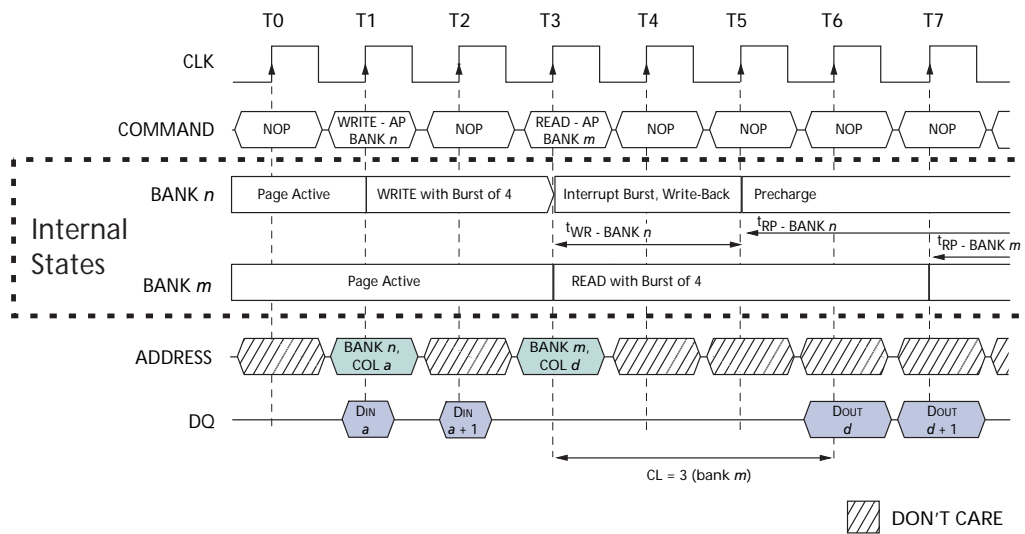 T0 T1 T2 T3 T4 T5 T6 T7
CLK
COMMAND
NOP
WRITE - AP
BANK n
NOP
READ - AP
BANK m
NOP
NOP
NOP
NOP
Internal
States
BANK n
Page Active
WRITE with Burst of 4
Interrupt Burst, Write-Back
Precharge
tWR - BANK n
tRP - BANK n
tRP - BANK m
BANK m
Page Active
READ with Burst of 4
ADDRESS
BANK n,
COL a
BANK m,
COL d
DQ
DIN
a
DIN
a + 1
DOUT
d
DOUT
d + 1
CL = 3 (bank m)
DON'T CARE